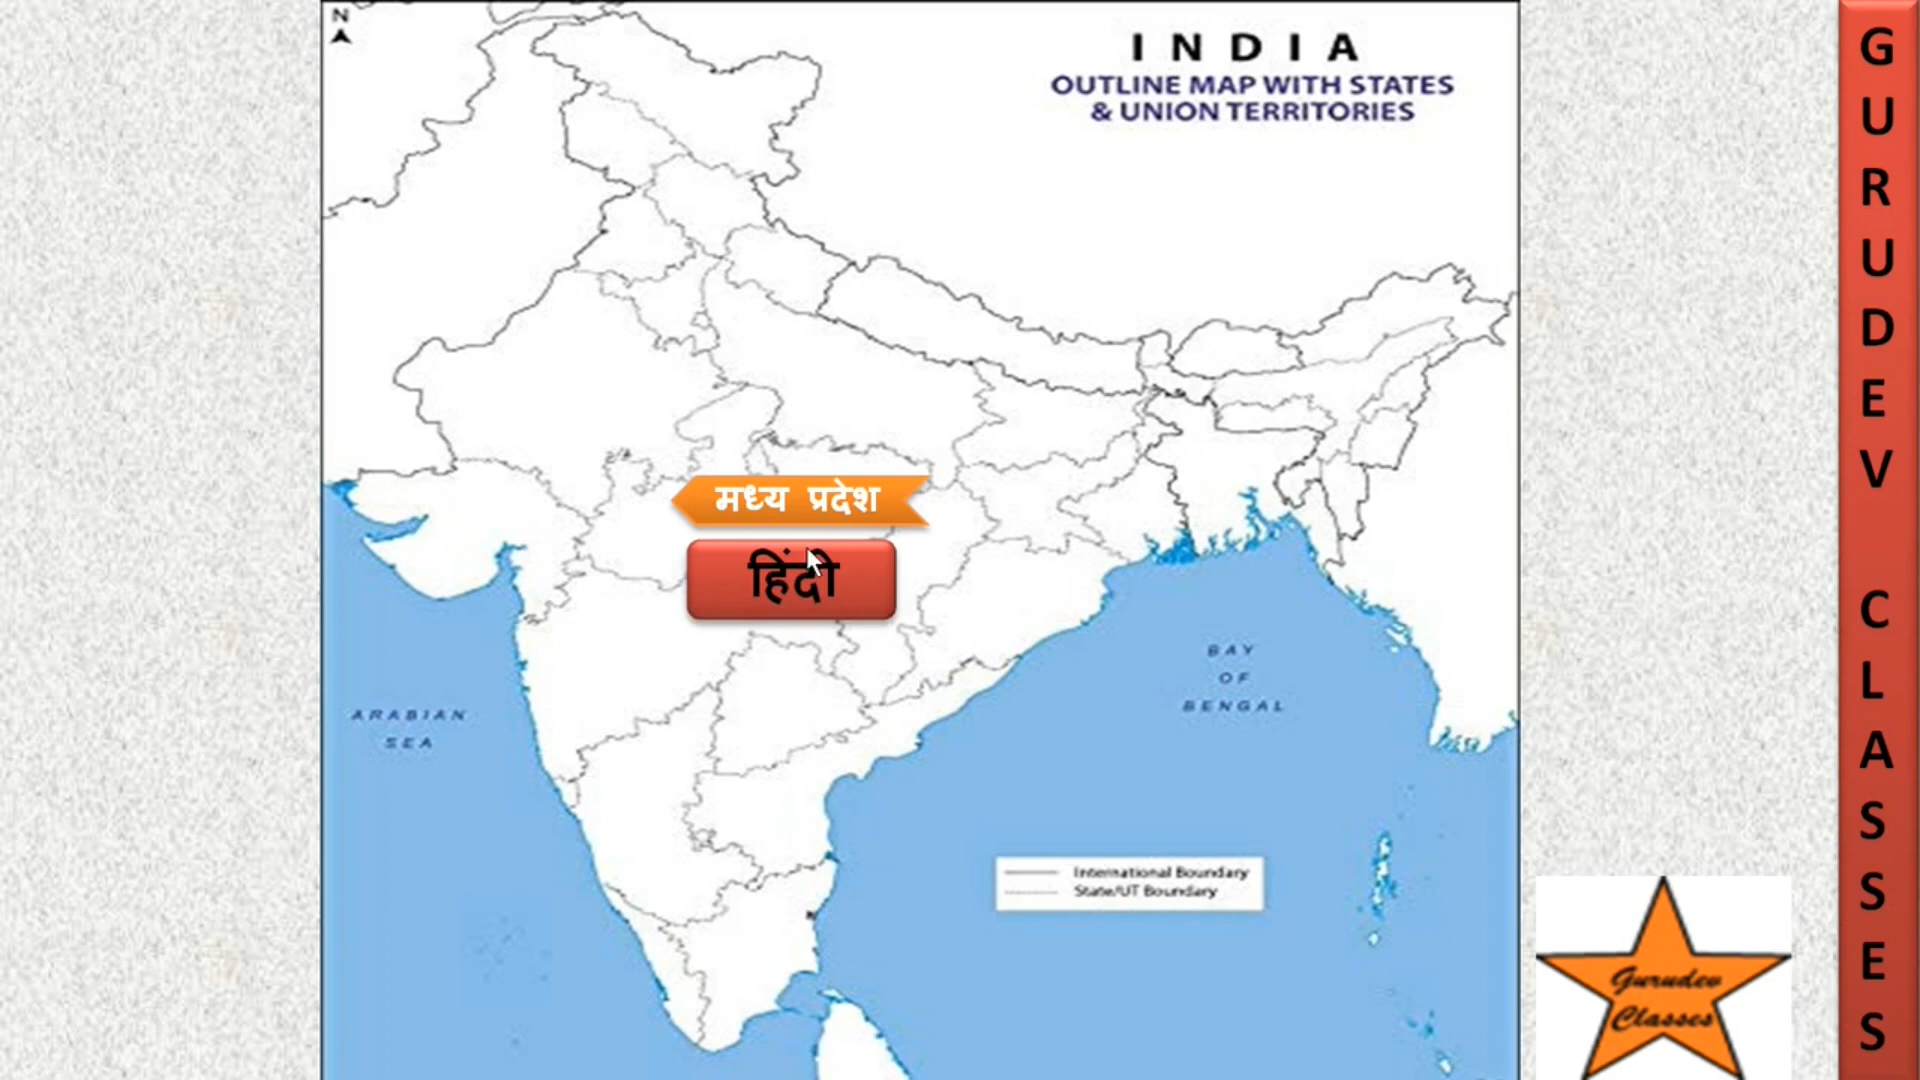 N
INDIA
OUTLINE MAP WITH STATES
& UNION TERRITORIES
मध्य प्रदेश
हिंदी
ARABIAN
SEA
BAY
OF
BENGAL
International Boundary
State/UT Boundary
Gurudev
Classes
GURUDEV CLASSES